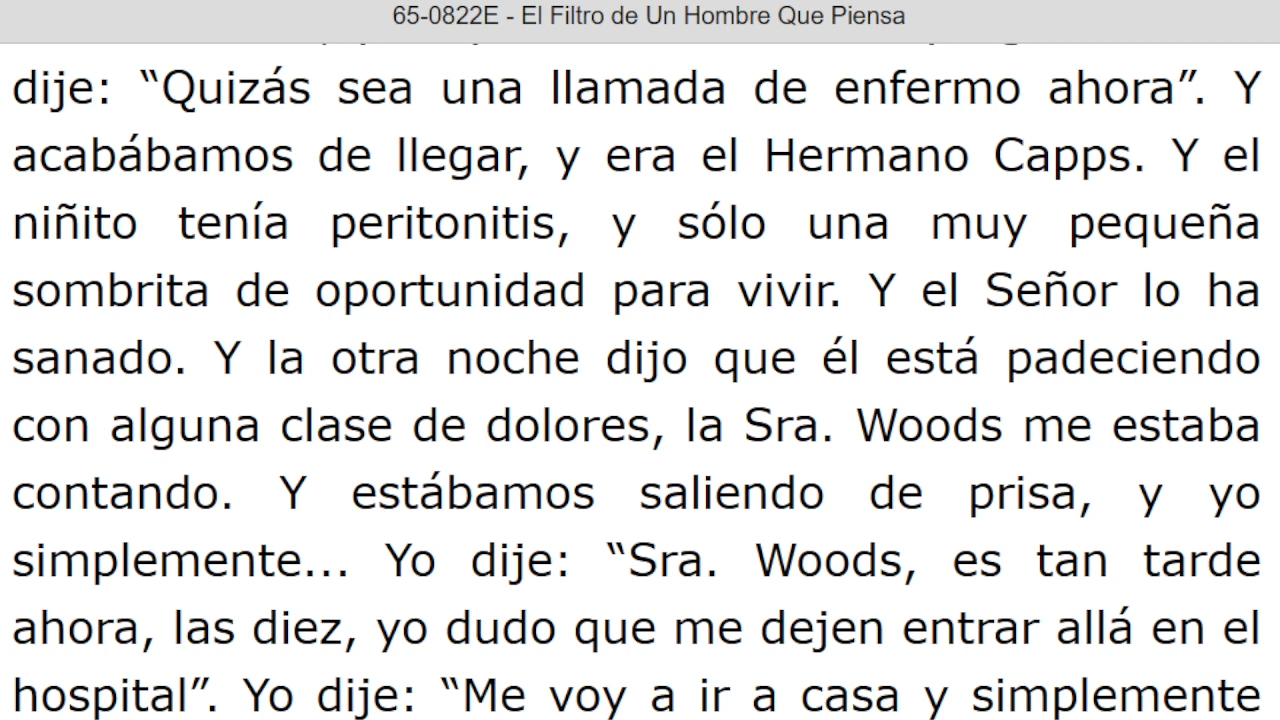 65-0822E - El Filtro de Un Hombre Que Piensa
dije: “Quizás sea una llamada de enfermo ahora”. Y
acabábamos de llegar, y era el Hermano Capps. Y el
niñito tenía peritonitis, y sólo una muy pequeña
sombrita de oportunidad para vivir. Y el Señor lo ha
sanado. Y la otra noche dijo que él está padeciendo
con alguna clase de dolores, la Sra. Woods me estaba
contando. Y estábamos saliendo de prisa, y yo
simplemente... Yo dije: “Sra. Woods, es tan tarde
ahora, las diez, yo dudo que me dejen entrar allá en el
hospital”. Yo dije: “Me voy a ir a casa y simplemente